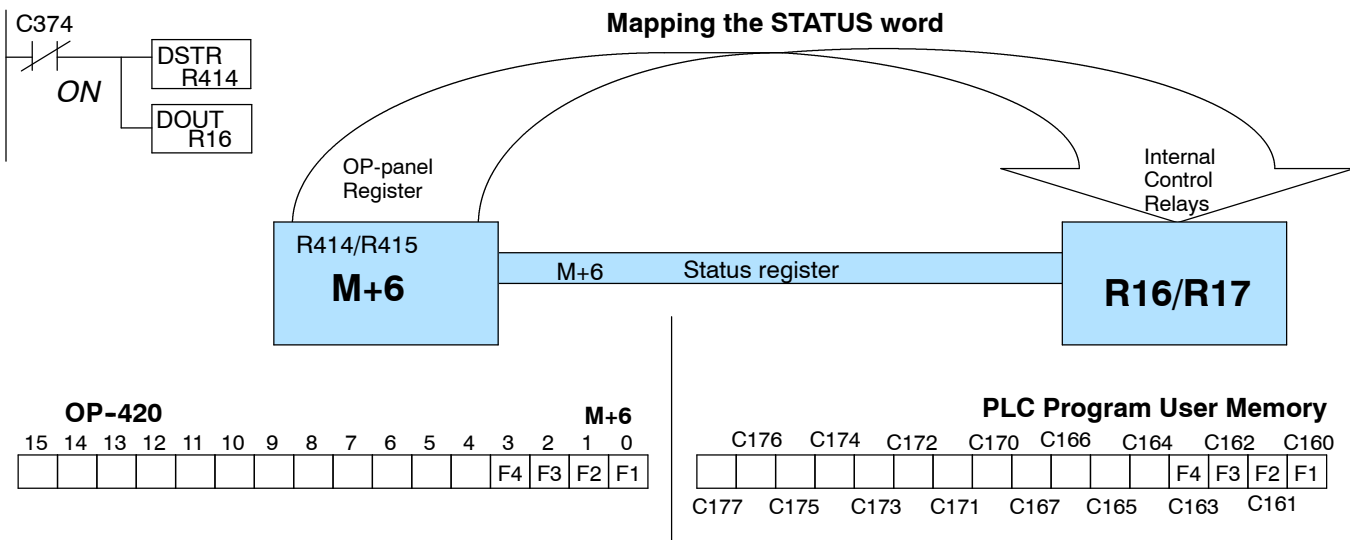 Mapping the STATUS word
C374
DSTR
R414
ON
DOUT
R16
OP-panel
Register
Internal
Control
Relays
R414/R415
M+6
M+6 Status register
R16/R17
OP-420 M+6
15 14 13 12 11 10 9 8 7 6 5 4 3 2 1 0
F4 F3 F2 F1
PLC Program User Memory
C176 C174 C172 C170 C166 C164 C162 C160
F4 F3 F2 F1
C177 C175 C173 C171 C167 C165 C163 C161